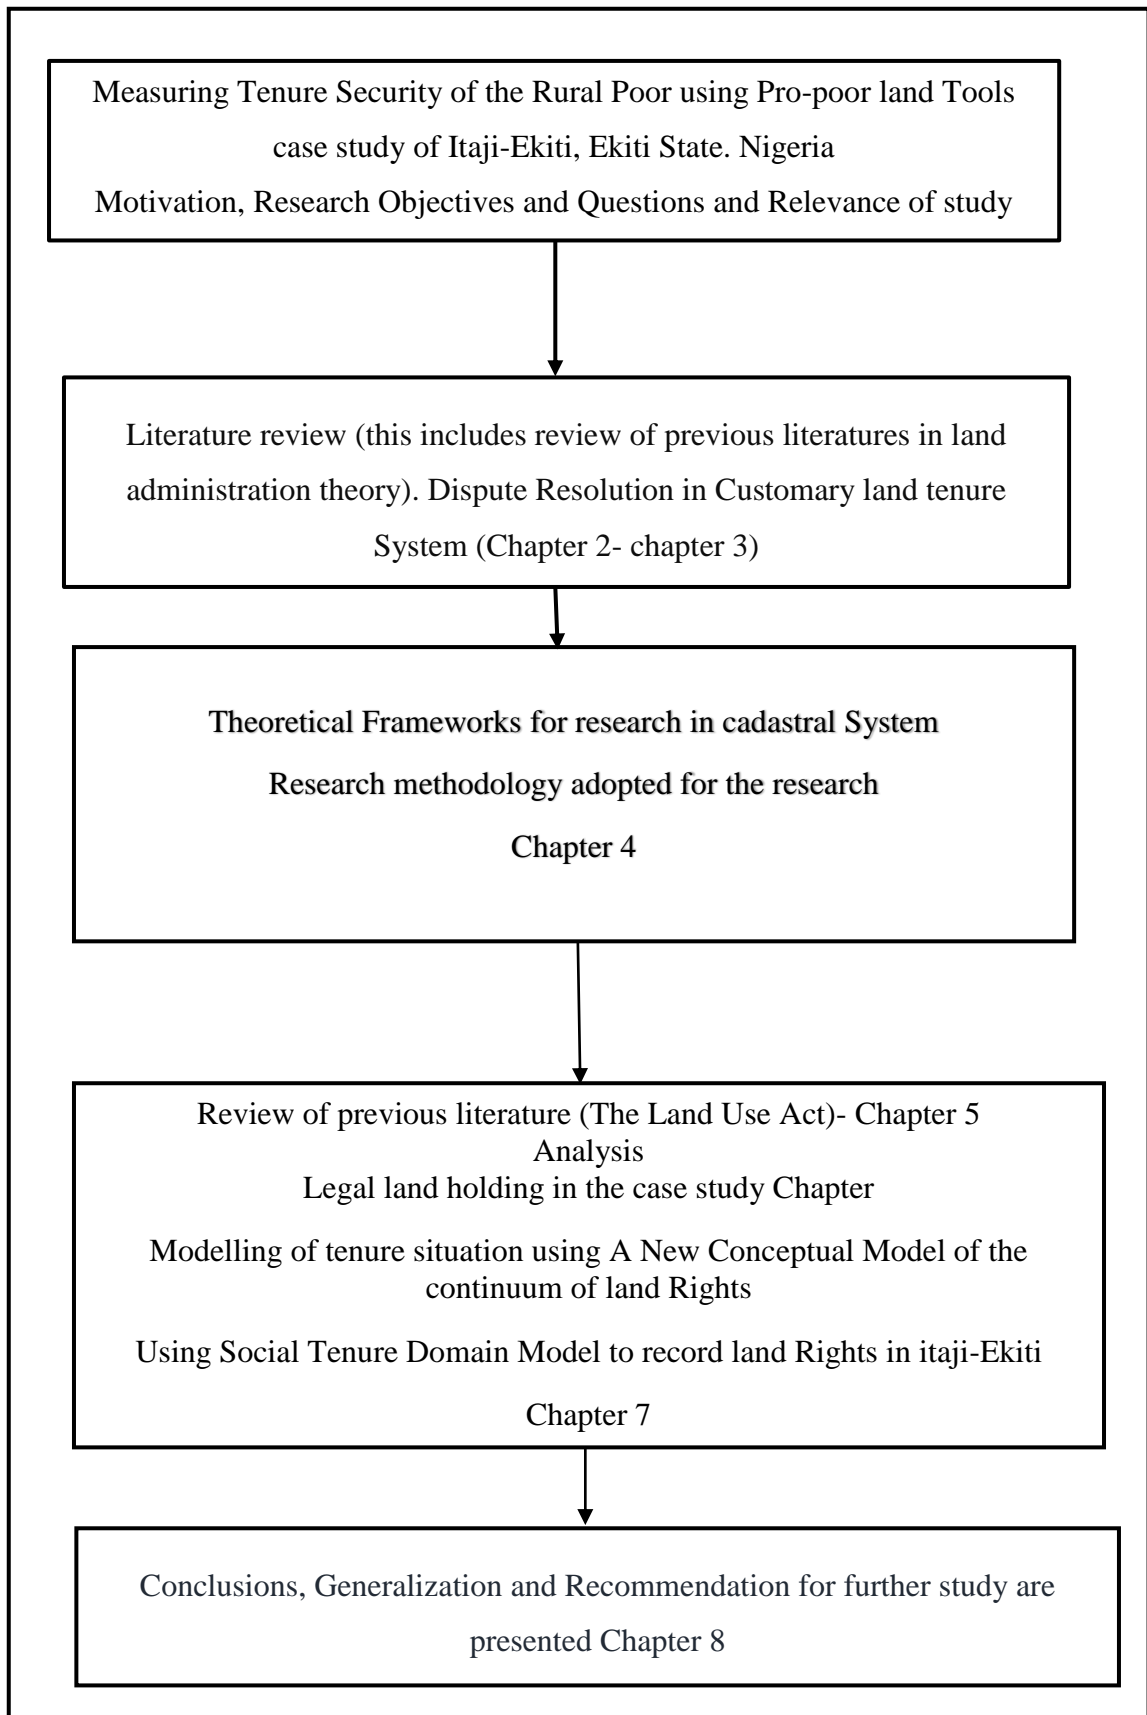 Measuring Tenure Security of the Rural Poor using Pro-poor land Tools
case study of Itaji-Ekiti, Ekiti State. Nigeria
Motivation, Research Objectives and Questions and Relevance of study
Literature review (this includes review of previous literatures in land
administration theory). Dispute Resolution in Customary land tenure
System (Chapter 2- chapter 3)
Theoretical Frameworks for research in cadastral System
Research methodology adopted for the research
Chapter 4
Review of previous literature (The Land Use Act)- Chapter 5
Analysis
Legal land holding in the case study Chapter
Modelling of tenure situation using A New Conceptual Model of the
continuum of land Rights
Using Social Tenure Domain Model to record land Rights in itaji-Ekiti
Chapter 7
Conclusions, Generalization and Recommendation for further study are
presented Chapter 8